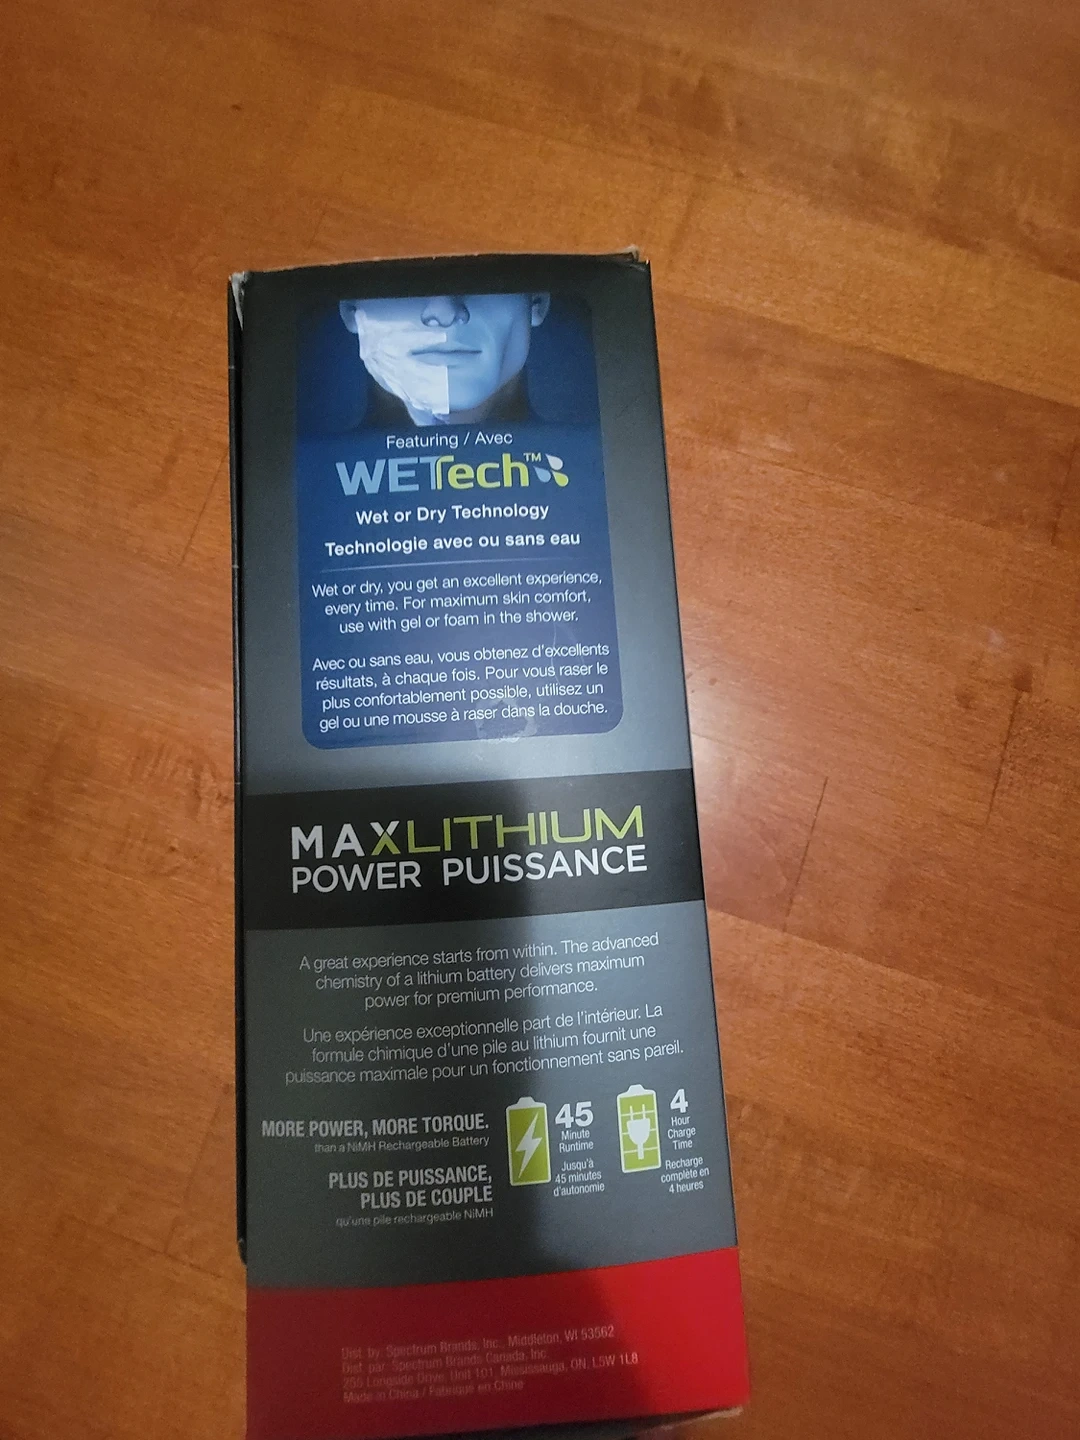 Featuring / Avec
WETTech™
Wet or Dry Technology
Technologie avec ou sans eau
Wet or dry, you get an excellent experience,
every time. For maximum skin comfort,
use with gel or foam in the shower.
Avec ou sans eau, vous obtenez d'excellents
résultats, à chaque fois. Pour vous raser le
plus confortablement possible, utilisez un
gel ou une mousse à raser dans la douche.
MAXLITHIUM
POWER PUISSANCE
A great experience starts from within. The advanced
chemistry of a lithium battery delivers maximum
power for premium performance.
Une expérience exceptionnelle part de l'intérieur. La
formule chimique d'une pile au lithium fournit une
puissance maximale pour un fonctionnement sans pareil.
MORE POWER, MORE TORQUE.
than a NiMH Rechargeable Battery
PLUS DE PUISSANCE,
PLUS DE COUPLE
qu'une pile rechargeable NiMH
45
Minute
Runtime
Jusqu'à
45 minutes
d'autonomie
4
Hour
Charge
Time
Recharge
complète en
4 heures
Dist. by: Spectrum Brands, Inc., Middleton, WI 53562
Dist. par: Spectrum Brands Canada, Inc.
255 Longside Drive, Unit 101, Mississauga, ON, L5W 1L8
Made in China / Fabriqué en Chine